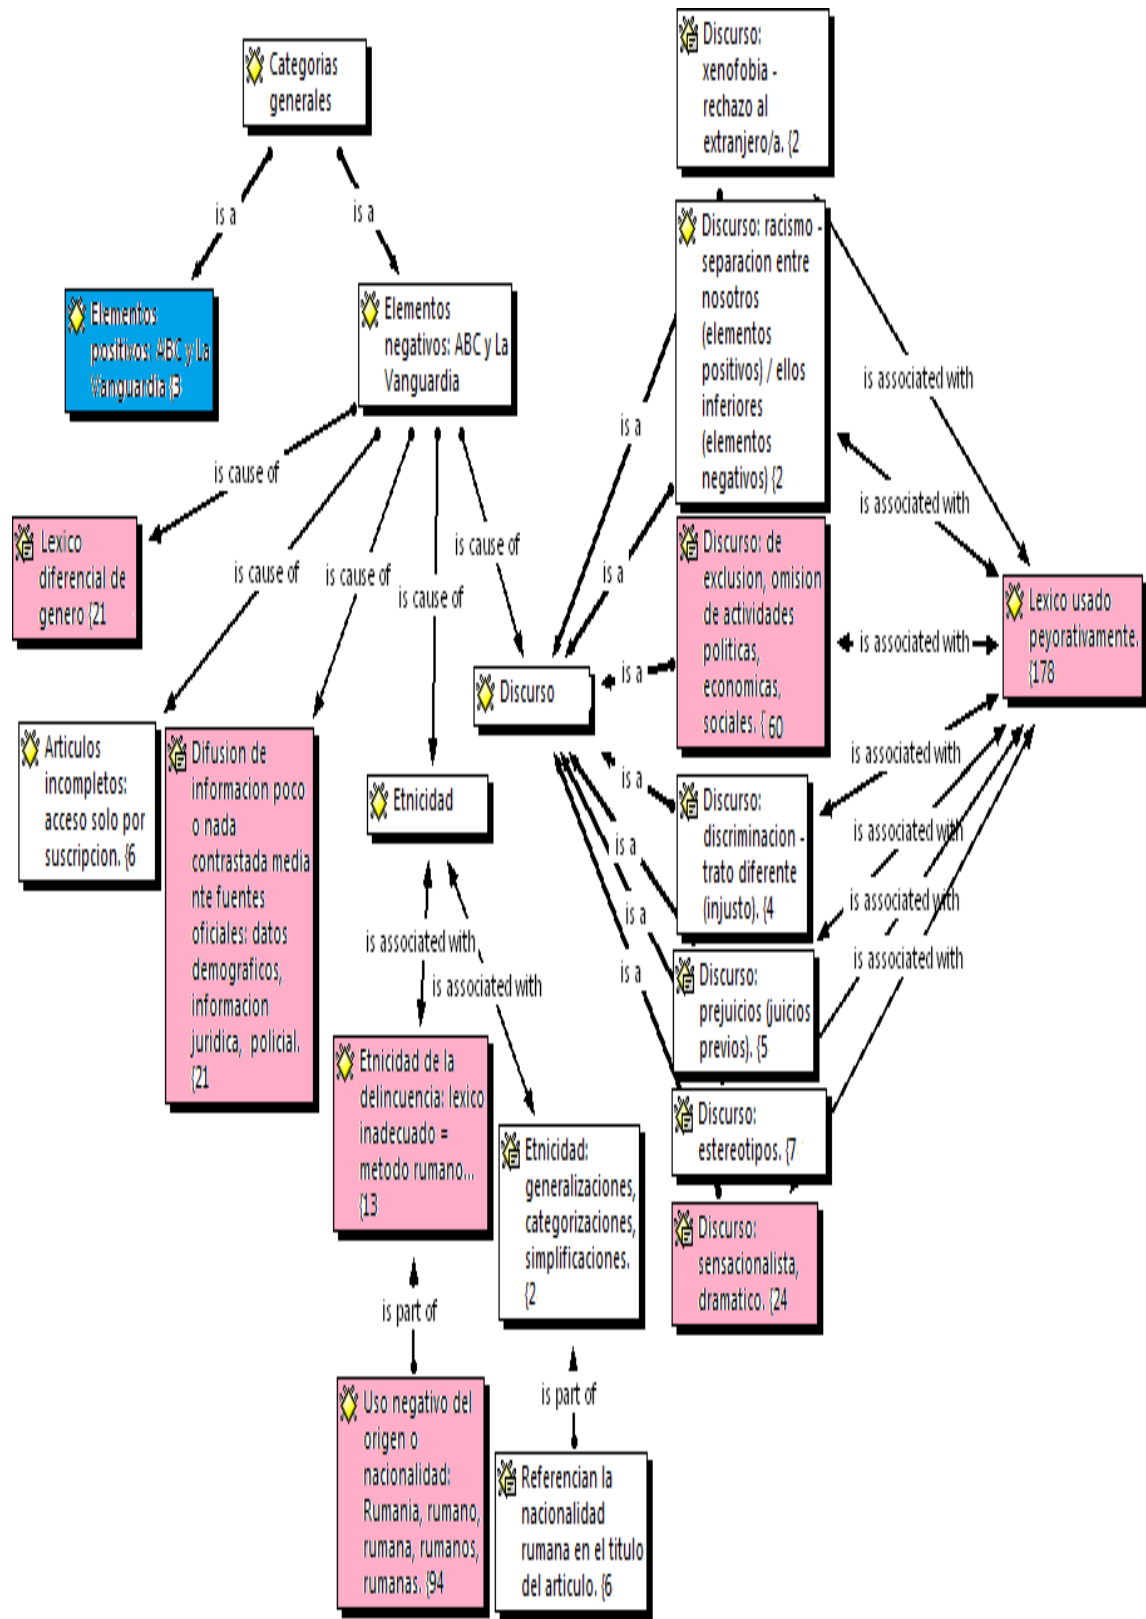 Categorias
generales
is a
is a
Elementos
positivos: ABC y La
Vanguardia {3
Elementos
negativos: ABC y La
Vanguardia
is cause of
is cause of
is cause of
is cause of
is cause of
Lexico
diferencial de
genero {21
Articulos
incompletos:
acceso solo por
suscripcion. {6
Difusion de
informacion poco
o nada
contrastada media
nte fuentes
oficiales: datos
demograficos,
informacion
juridica, policial.
{21
Etnicidad
is associated with
is associated with
Etnicidad de la
delincuencia: lexico
inadecuado =
metodo rumano...
{13
Etnicidad:
generalizaciones,
categorizaciones,
simplificaciones.
{2
is part of
is part of
Uso negativo del
origen o
nacionalidad:
Rumania, rumano,
rumana, rumanos,
rumanas. {94
Referencian la
nacionalidad
rumana en el titulo
del articulo. {6
Discurso
is a
is a
is a
is a
is a
is a
is a
Discurso:
xenofobia -
rechazo al
extranjero/a. {2
Discurso: racismo -
separacion entre
nosotros
(elementos
positivos) / ellos
inferiores
(elementos
negativos) {2
Discurso: de
exclusion, omision
de actividades
politicas,
economicas,
sociales. {60
Discurso:
discriminacion -
trato diferente
(injusto). {4
Discurso:
prejuicios (juicios
previos). {5
Discurso:
estereotipos. {7
Discurso:
sensacionalista,
dramatico. {24
is associated with
is associated with
is associated with
is associated with
is associated with
is associated with
is associated with
Lexico usado
peyorativamente.
{178